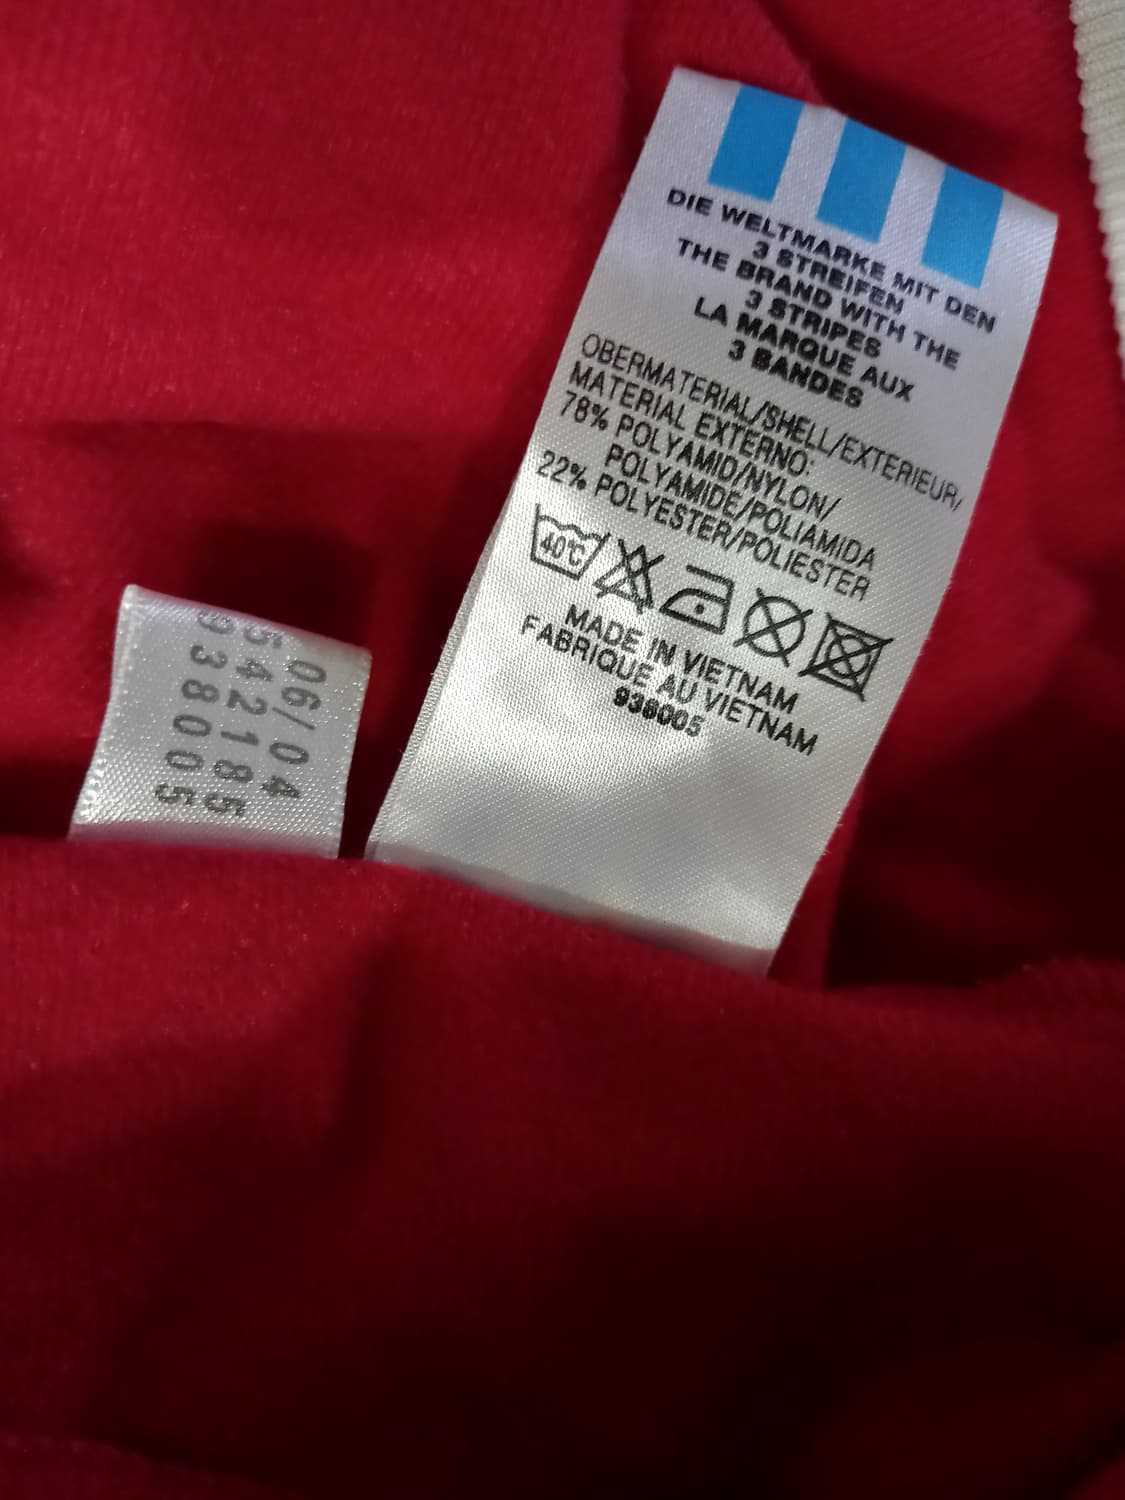 DIE WELTMARKE MIT DEN
3 STREIFEN
THE BRAND WITH THE
3 STRIPES
LA MARQUE AUX
3 BANDES
OBERMATERIAL/SHELL/EXTERIEUR/
MATERIAL EXTERNO:
78% POLYAMID/NYLON/
POLYAMIDE/POLIAMIDA
22% POLYESTER/POLIESTER
40°C
MADE IN VIETNAM
FABRIQUE AU VIETNAM
938005
06/04
542185
938005